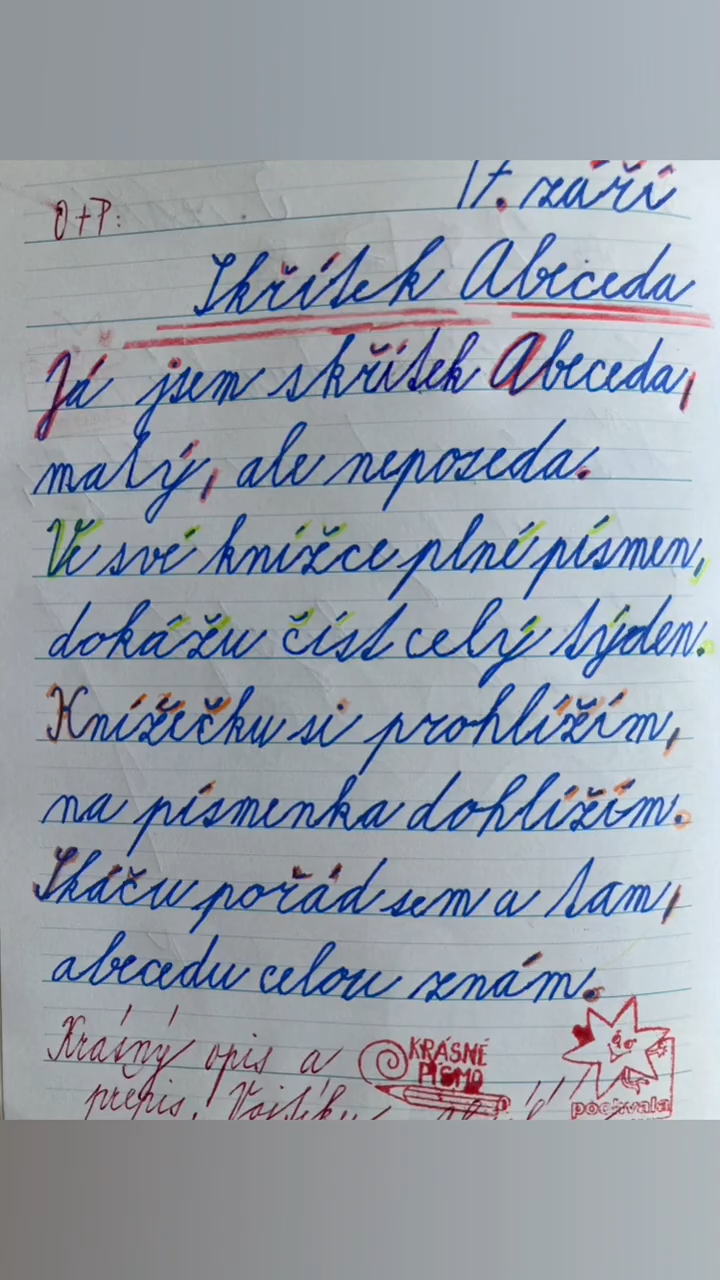 17. září
O+P:
Skřítek Abeceda
Já jsem skřítek Abeceda,
malý, ale neposeda.
Ve své knížce plné písmen,
dokážu číst celý týden.
Knížečku si prohlížím,
na písmenka dohlížím.
Skáču pořád sem a tam,
abecedu celou znám.
Krásný opis a
KRÁSNÉ
PÍSMO
přepis. Vojtěku
pochvala